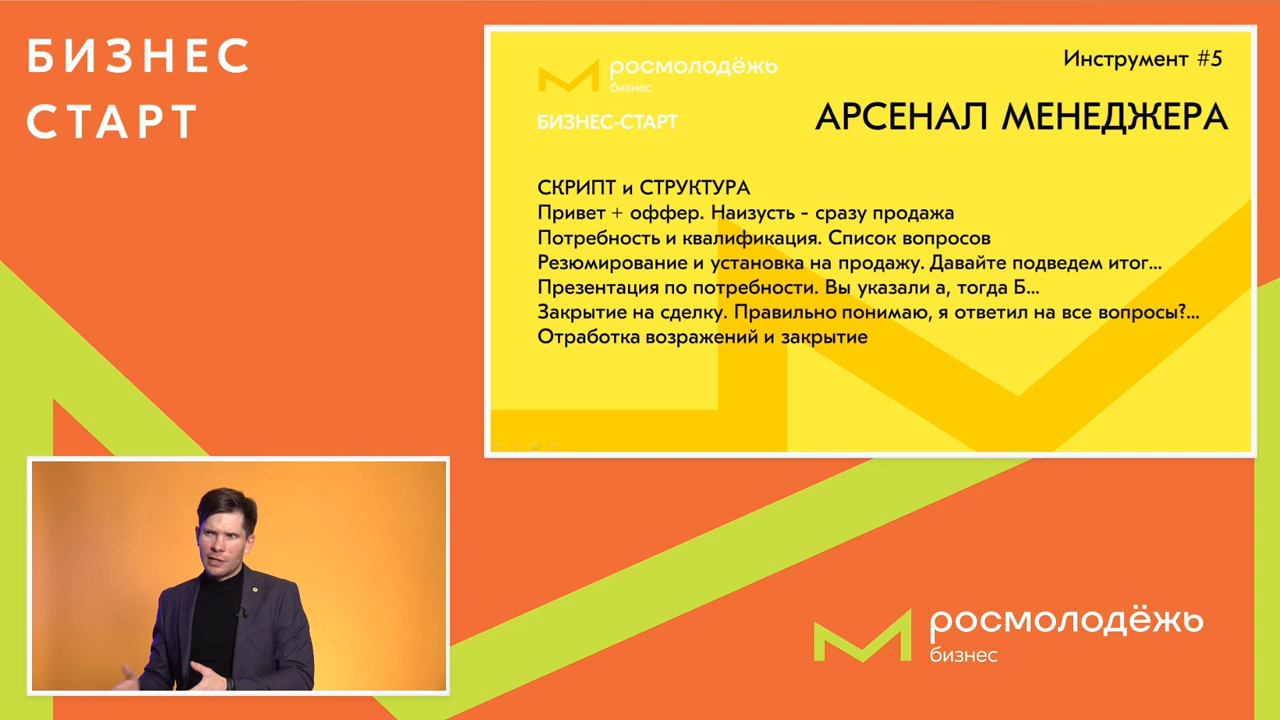 БИЗНЕС
СТАРТ
росмолодёжь
бизнес
БИЗНЕС-СТАРТ
Инструмент #5
АРСЕНАЛ МЕНЕДЖЕРА
СКРИПТ и СТРУКТУРА
Привет + оффер. Наизусть - сразу продажа
Потребность и квалификация. Список вопросов
Резюмирование и установка на продажу. Давайте подведем итог...
Презентация по потребности. Вы указали а, тогда Б...
Закрытие на сделку. Правильно понимаю, я ответил на все вопросы?...
Отработка возражений и закрытие
росмолодёжь
бизнес